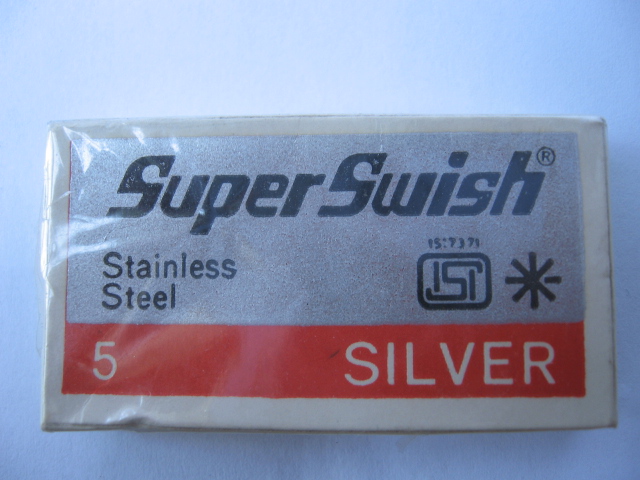 Super Swish®
IS:7371
ISI
Stainless
Steel
5
SILVER